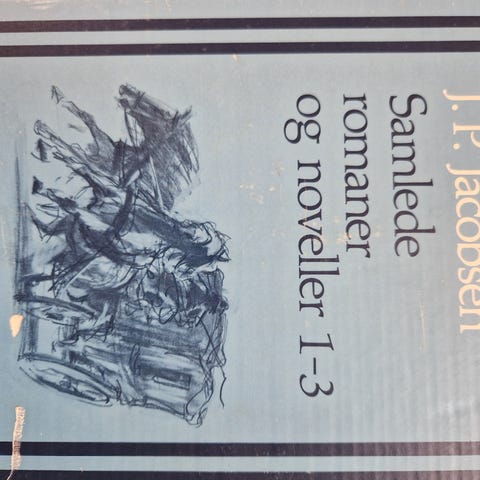 J. P. Jacobsen
Samlede
romaner
og noveller 1-3